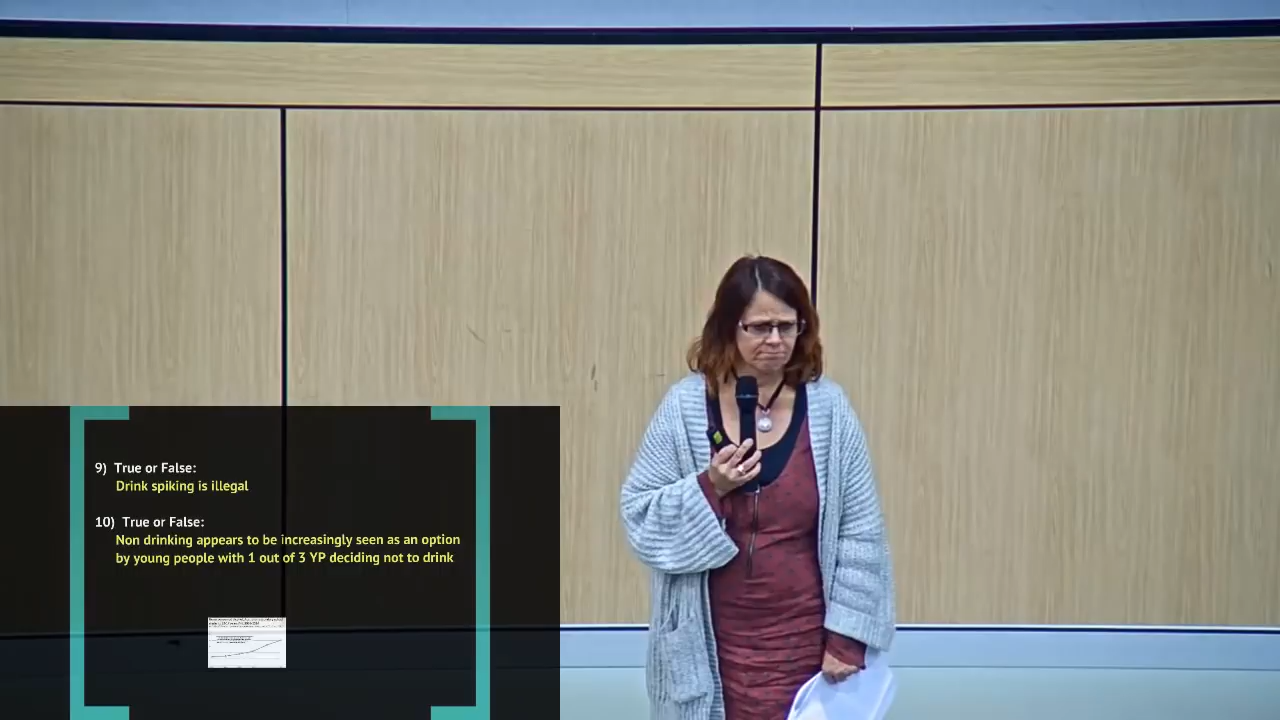 9) True or False:
Drink spiking is illegal
10) True or False:
Non drinking appears to be increasingly seen as an option
by young people with 1 out of 3 YP deciding not to drink